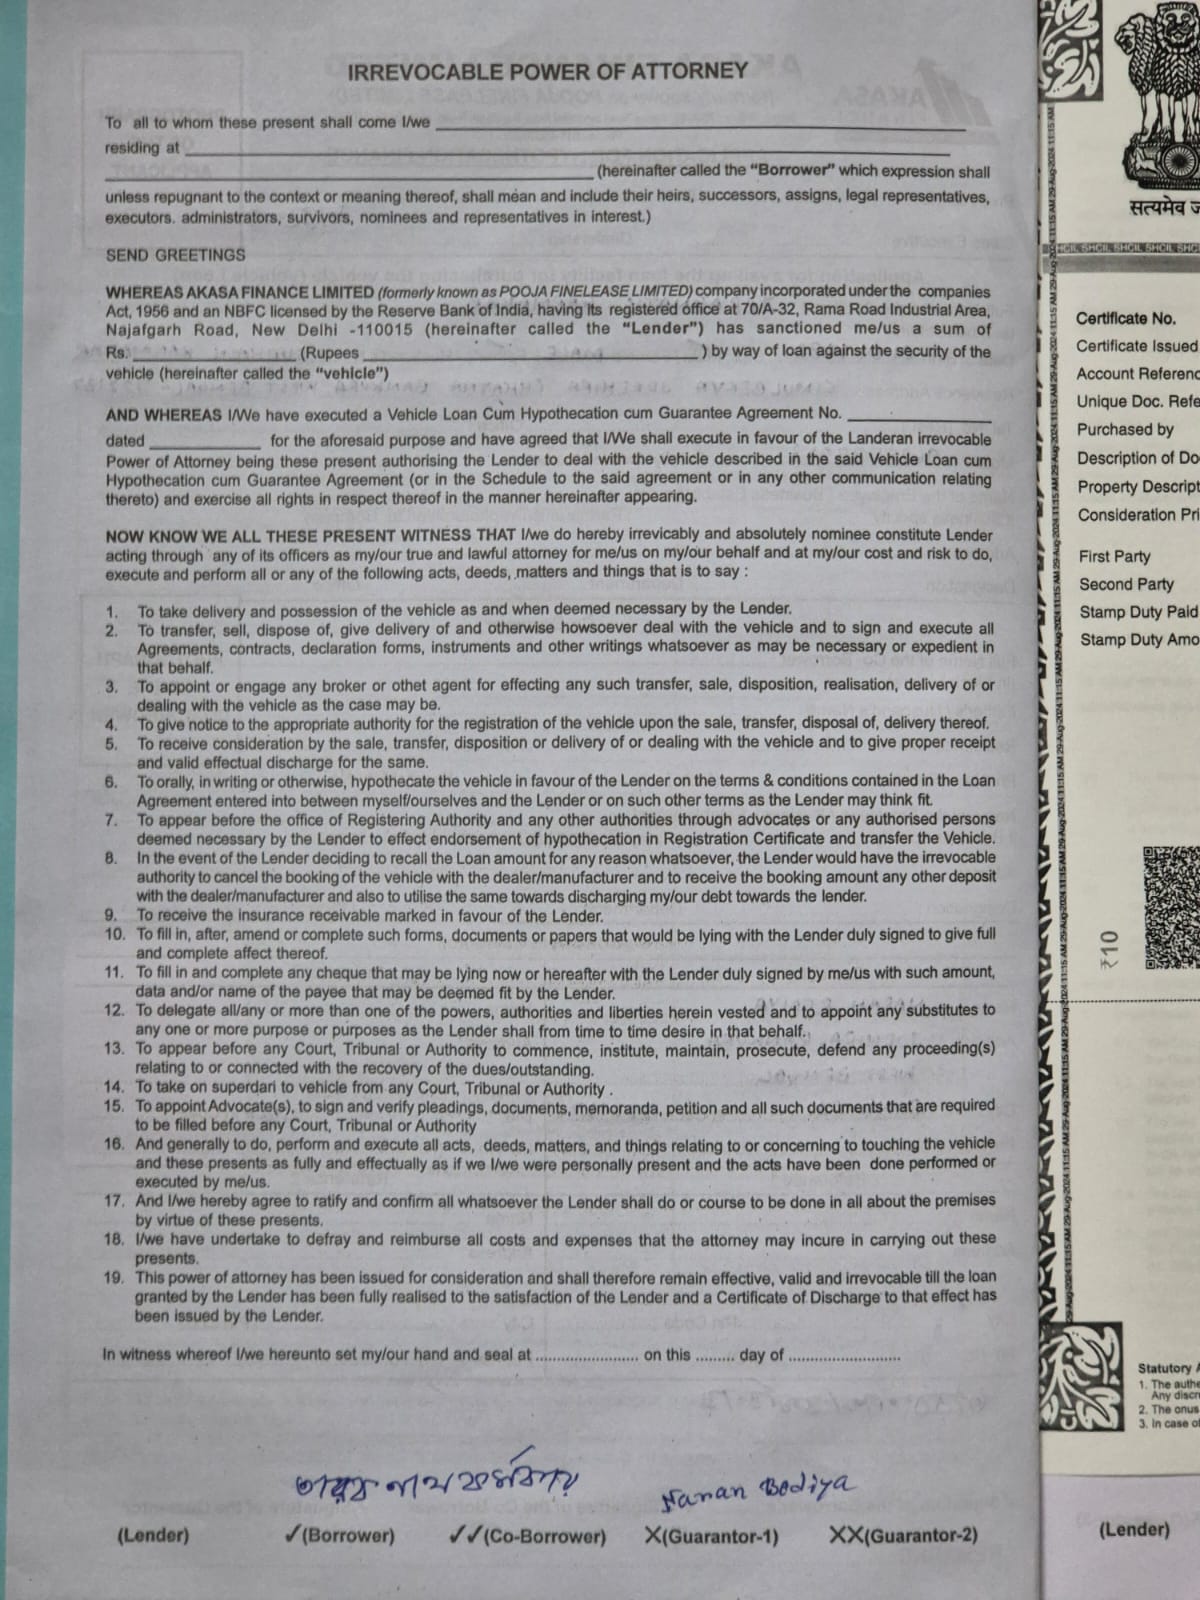 IRREVOCABLE POWER OF ATTORNEY
To all to whom these present shall come I/we
residing at
(hereinafter called the "Borrower" which expression shall
unless repugnant to the context or meaning thereof, shall mean and include their heirs, successors, assigns, legal representatives,
executors. administrators, survivors, nominees and representatives in interest.)
SEND GREETINGS
WHEREAS AKASA FINANCE LIMITED (formerly known as POOJA FINELEASE LIMITED) company incorporated under the companies
Act, 1956 and an NBFC licensed by the Reserve Bank of India, having its registered office at 70/A-32, Rama Road Industrial Area,
Najafgarh Road, New Delhi -110015 (hereinafter called the "Lender") has sanctioned me/us a sum of
Rs. (Rupees ) by way of loan against the security of the
vehicle (hereinafter called the "vehicle")
AND WHEREAS I/We have executed a Vehicle Loan Cum Hypothecation cum Guarantee Agreement No.
dated for the aforesaid purpose and have agreed that I/We shall execute in favour of the Landeran irrevocable
Power of Attorney being these present authorising the Lender to deal with the vehicle described in the said Vehicle Loan cum
Hypothecation cum Guarantee Agreement (or in the Schedule to the said agreement or in any other communication relating
thereto) and exercise all rights in respect thereof in the manner hereinafter appearing.
NOW KNOW WE ALL THESE PRESENT WITNESS THAT I/we do hereby irrevicably and absolutely nominee constitute Lender
acting through any of its officers as my/our true and lawful attorney for me/us on my/our behalf and at my/our cost and risk to do,
execute and perform all or any of the following acts, deeds, matters and things that is to say :
1. To take delivery and possession of the vehicle as and when deemed necessary by the Lender.
2. To transfer, sell, dispose of, give delivery of and otherwise howsoever deal with the vehicle and to sign and execute all
Agreements, contracts, declaration forms, instruments and other writings whatsoever as may be necessary or expedient in
that behalf.
3. To appoint or engage any broker or othet agent for effecting any such transfer, sale, disposition, realisation, delivery of or
dealing with the vehicle as the case may be.
4. To give notice to the appropriate authority for the registration of the vehicle upon the sale, transfer, disposal of, delivery thereof.
5. To receive consideration by the sale, transfer, disposition or delivery of or dealing with the vehicle and to give proper receipt
and valid effectual discharge for the same.
6. To orally, in writing or otherwise, hypothecate the vehicle in favour of the Lender on the terms & conditions contained in the Loan
Agreement entered into between myself/ourselves and the Lender or on such other terms as the Lender may think fit.
7. To appear before the office of Registering Authority and any other authorities through advocates or any authorised persons
deemed necessary by the Lender to effect endorsement of hypothecation in Registration Certificate and transfer the Vehicle.
8. In the event of the Lender deciding to recall the Loan amount for any reason whatsoever, the Lender would have the irrevocable
authority to cancel the booking of the vehicle with the dealer/manufacturer and to receive the booking amount any other deposit
with the dealer/manufacturer and also to utilise the same towards discharging my/our debt towards the lender.
9. To receive the insurance receivable marked in favour of the Lender.
10. To fill in, after, amend or complete such forms, documents or papers that would be lying with the Lender duly signed to give full
and complete affect thereof.
11. To fill in and complete any cheque that may be lying now or hereafter with the Lender duly signed by me/us with such amount,
data and/or name of the payee that may be deemed fit by the Lender.
12. To delegate all/any or more than one of the powers, authorities and liberties herein vested and to appoint any substitutes to
any one or more purpose or purposes as the Lender shall from time to time desire in that behalf.
13. To appear before any Court, Tribunal or Authority to commence, institute, maintain, prosecute, defend any proceeding(s)
relating to or connected with the recovery of the dues/outstanding.
14. To take on superdari to vehicle from any Court, Tribunal or Authority .
15. To appoint Advocate(s), to sign and verify pleadings, documents, memoranda, petition and all such documents that are required
to be filled before any Court, Tribunal or Authority
16. And generally to do, perform and execute all acts, deeds, matters, and things relating to or concerning to touching the vehicle
and these presents as fully and effectually as if we I/we were personally present and the acts have been done performed or
executed by me/us.
17. And I/we hereby agree to ratify and confirm all whatsoever the Lender shall do or course to be done in all about the premises
by virtue of these presents.
18. I/we have undertake to defray and reimburse all costs and expenses that the attorney may incure in carrying out these
presents.
19. This power of attorney has been issued for consideration and shall therefore remain effective, valid and irrevocable till the loan
granted by the Lender has been fully realised to the satisfaction of the Lender and a Certificate of Discharge to that effect has
been issued by the Lender.
In witness whereof I/we hereunto set my/our hand and seal at ...................... on this ........ day of .......................
তারক নাথ কর্মকার Naran Bodiya
(Lender) ✓(Borrower) ✓✓(Co-Borrower) X(Guarantor-1) XX(Guarantor-2)
सत्यमेव
SHCIL SHCIL SHCIL SHCIL
Certificate No.
Certificate Issued
Account
Unique Doc.
Purchased by
Description of
Property
Consideration
First Party
Second Party
Stamp Duty Paid
Stamp Duty
29-Aug-2024 11:15 AM
₹10
Statutory
1. The
Any
2. The onus
3. In case
(Lender)